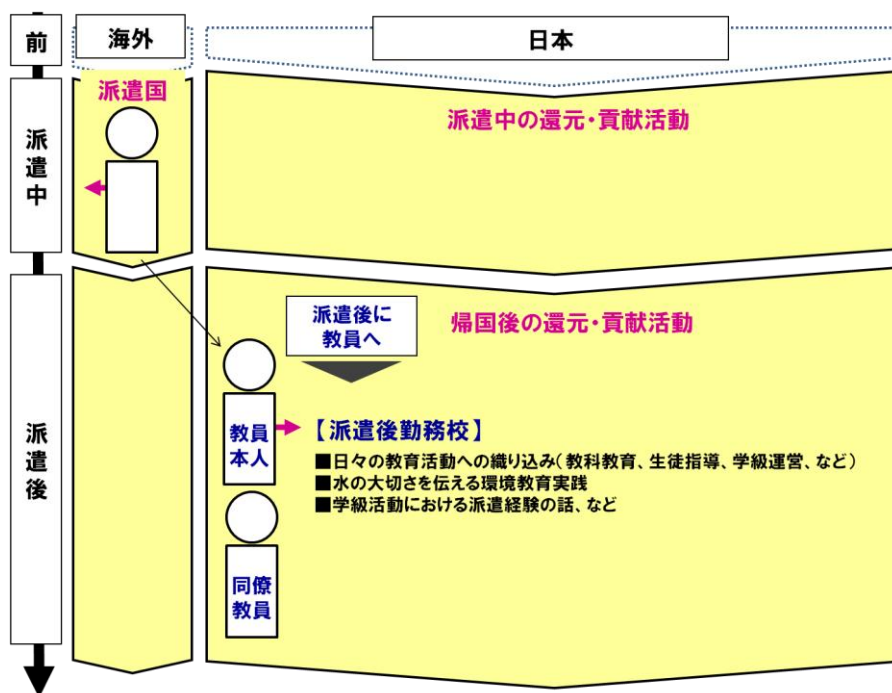 前
海外
日本
派遣中
派遣国
派遣中の還元・貢献活動
派遣後
派遣後に
教員へ
帰国後の還元・貢献活動
教員
本人
【派遣後勤務校】
■日々の教育活動への織り込み(教科教育、生徒指導、学級運営、など)
■水の大切さを伝える環境教育実践
■学級活動における派遣経験の話、など
同僚
教員